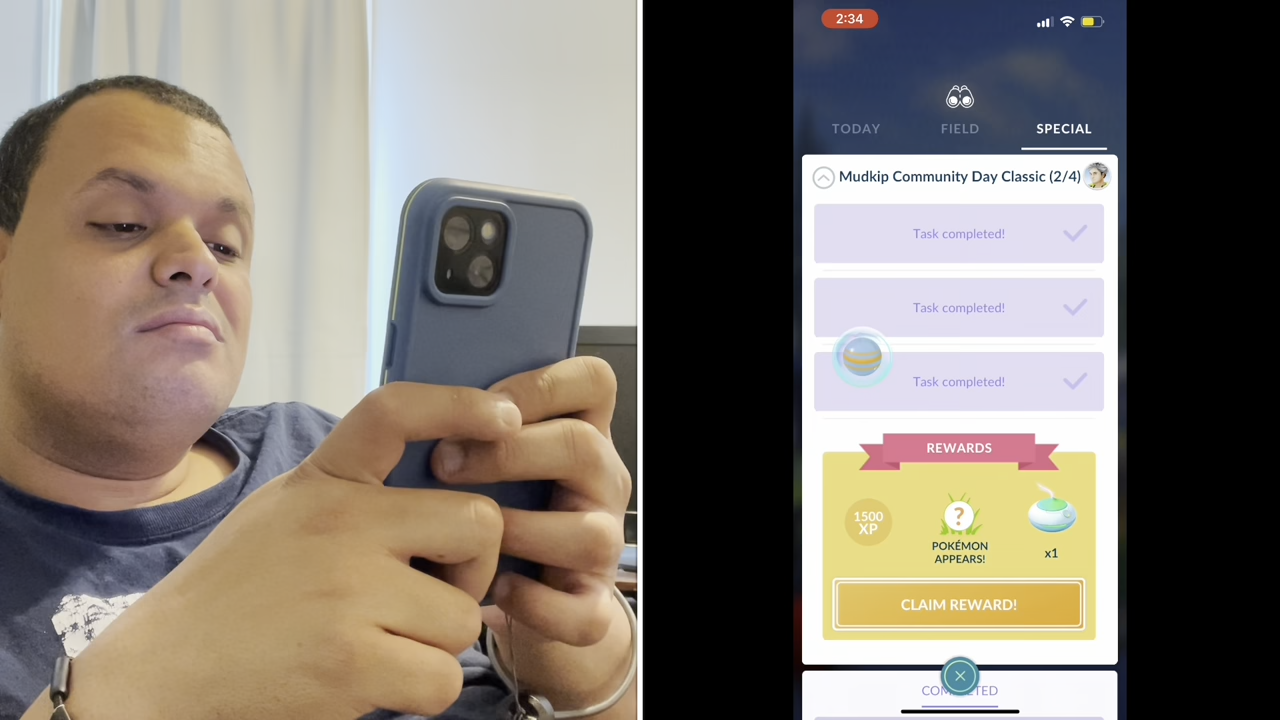 2:34
TODAY
FIELD
SPECIAL
Mudkip Community Day Classic (2/4)
Task completed!
Task completed!
Task completed!
REWARDS
1500
XP
?
POKÉMON
APPEARS!
x1
CLAIM REWARD!